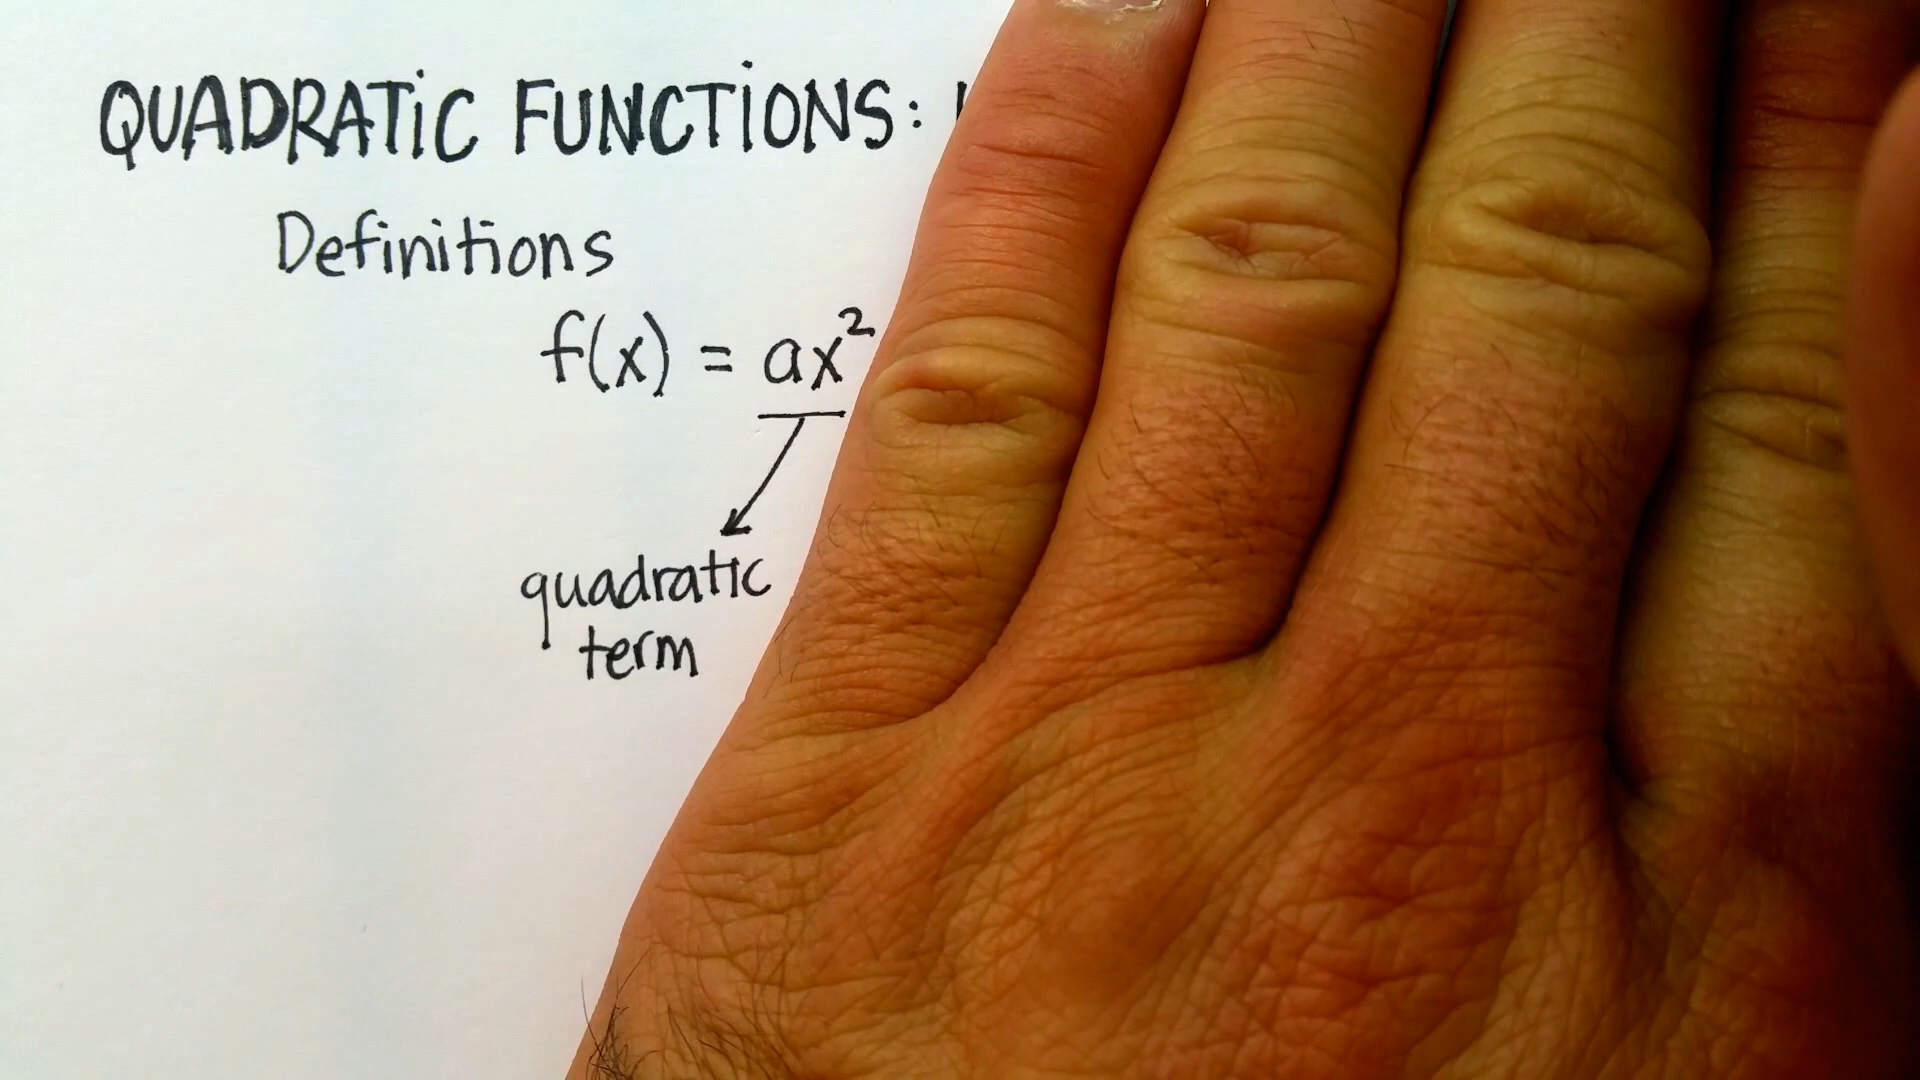 QUADRATIC FUNCTIONS:
Definitions
f(x) = ax²
quadratic
term